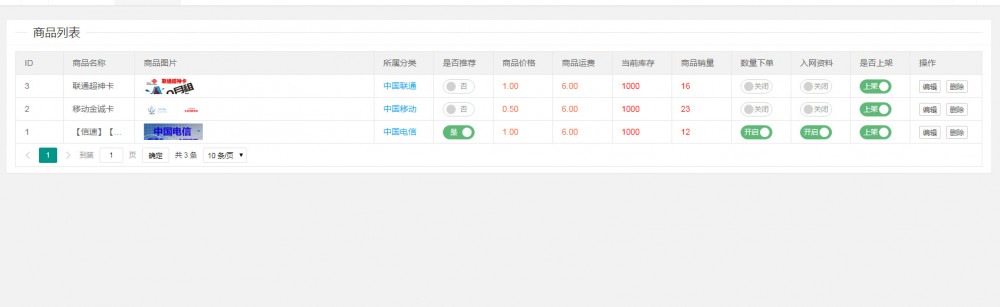 商品列表
ID 商品名称 商品图片 所属分类 是否推荐 商品价格 商品运费 当前库存 商品销量 数量下单 入网资料 是否上架 操作
3 联通超神卡 联通超神卡 0月租 中国联通 否 1.00 6.00 1000 16 关闭 关闭 上架 编辑 删除
2 移动金诚卡 中国移动 否 0.50 6.00 1000 23 关闭 关闭 上架 编辑 删除
1 【倍速】【... 中国电信 中国电信 是 1.00 6.00 1000 12 开启 开启 上架 编辑 删除
1 到第 1 页 确定 共 3 条 10 条/页